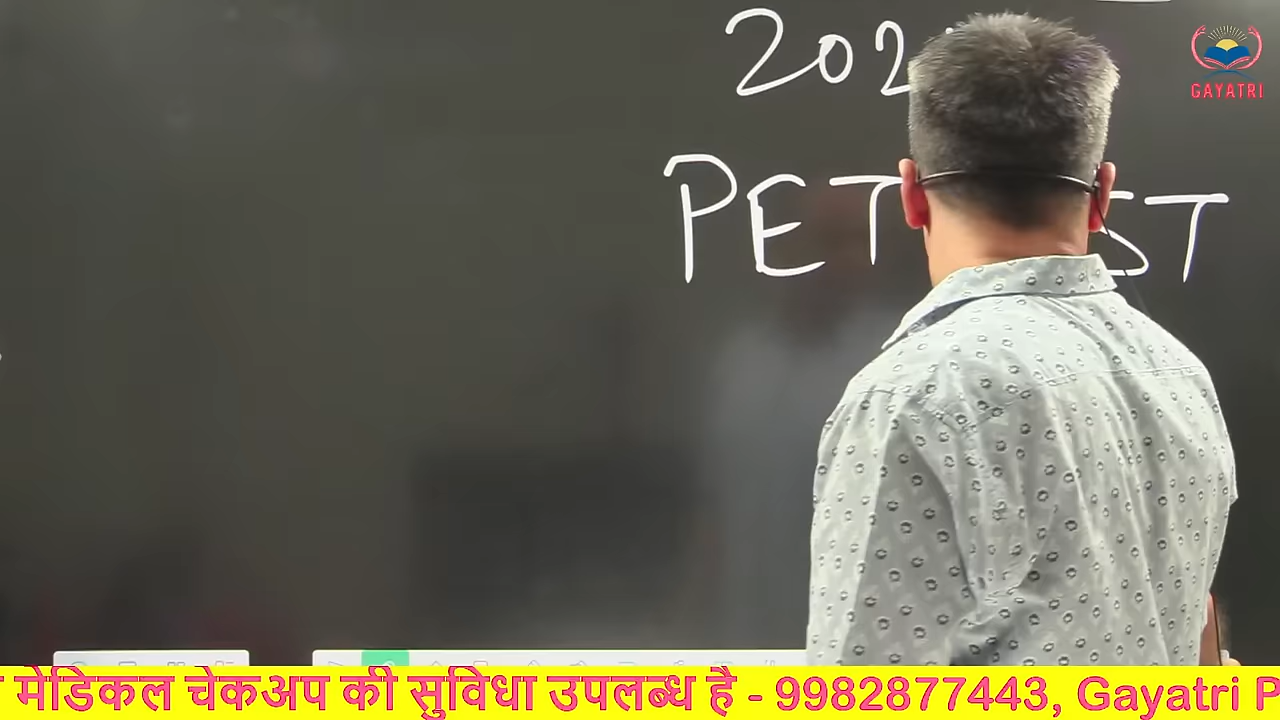 202
GAYATRI
PET ST
मेडिकल चेकअप की सुविधा उपलब्ध है - 9982877443, Gayatri P